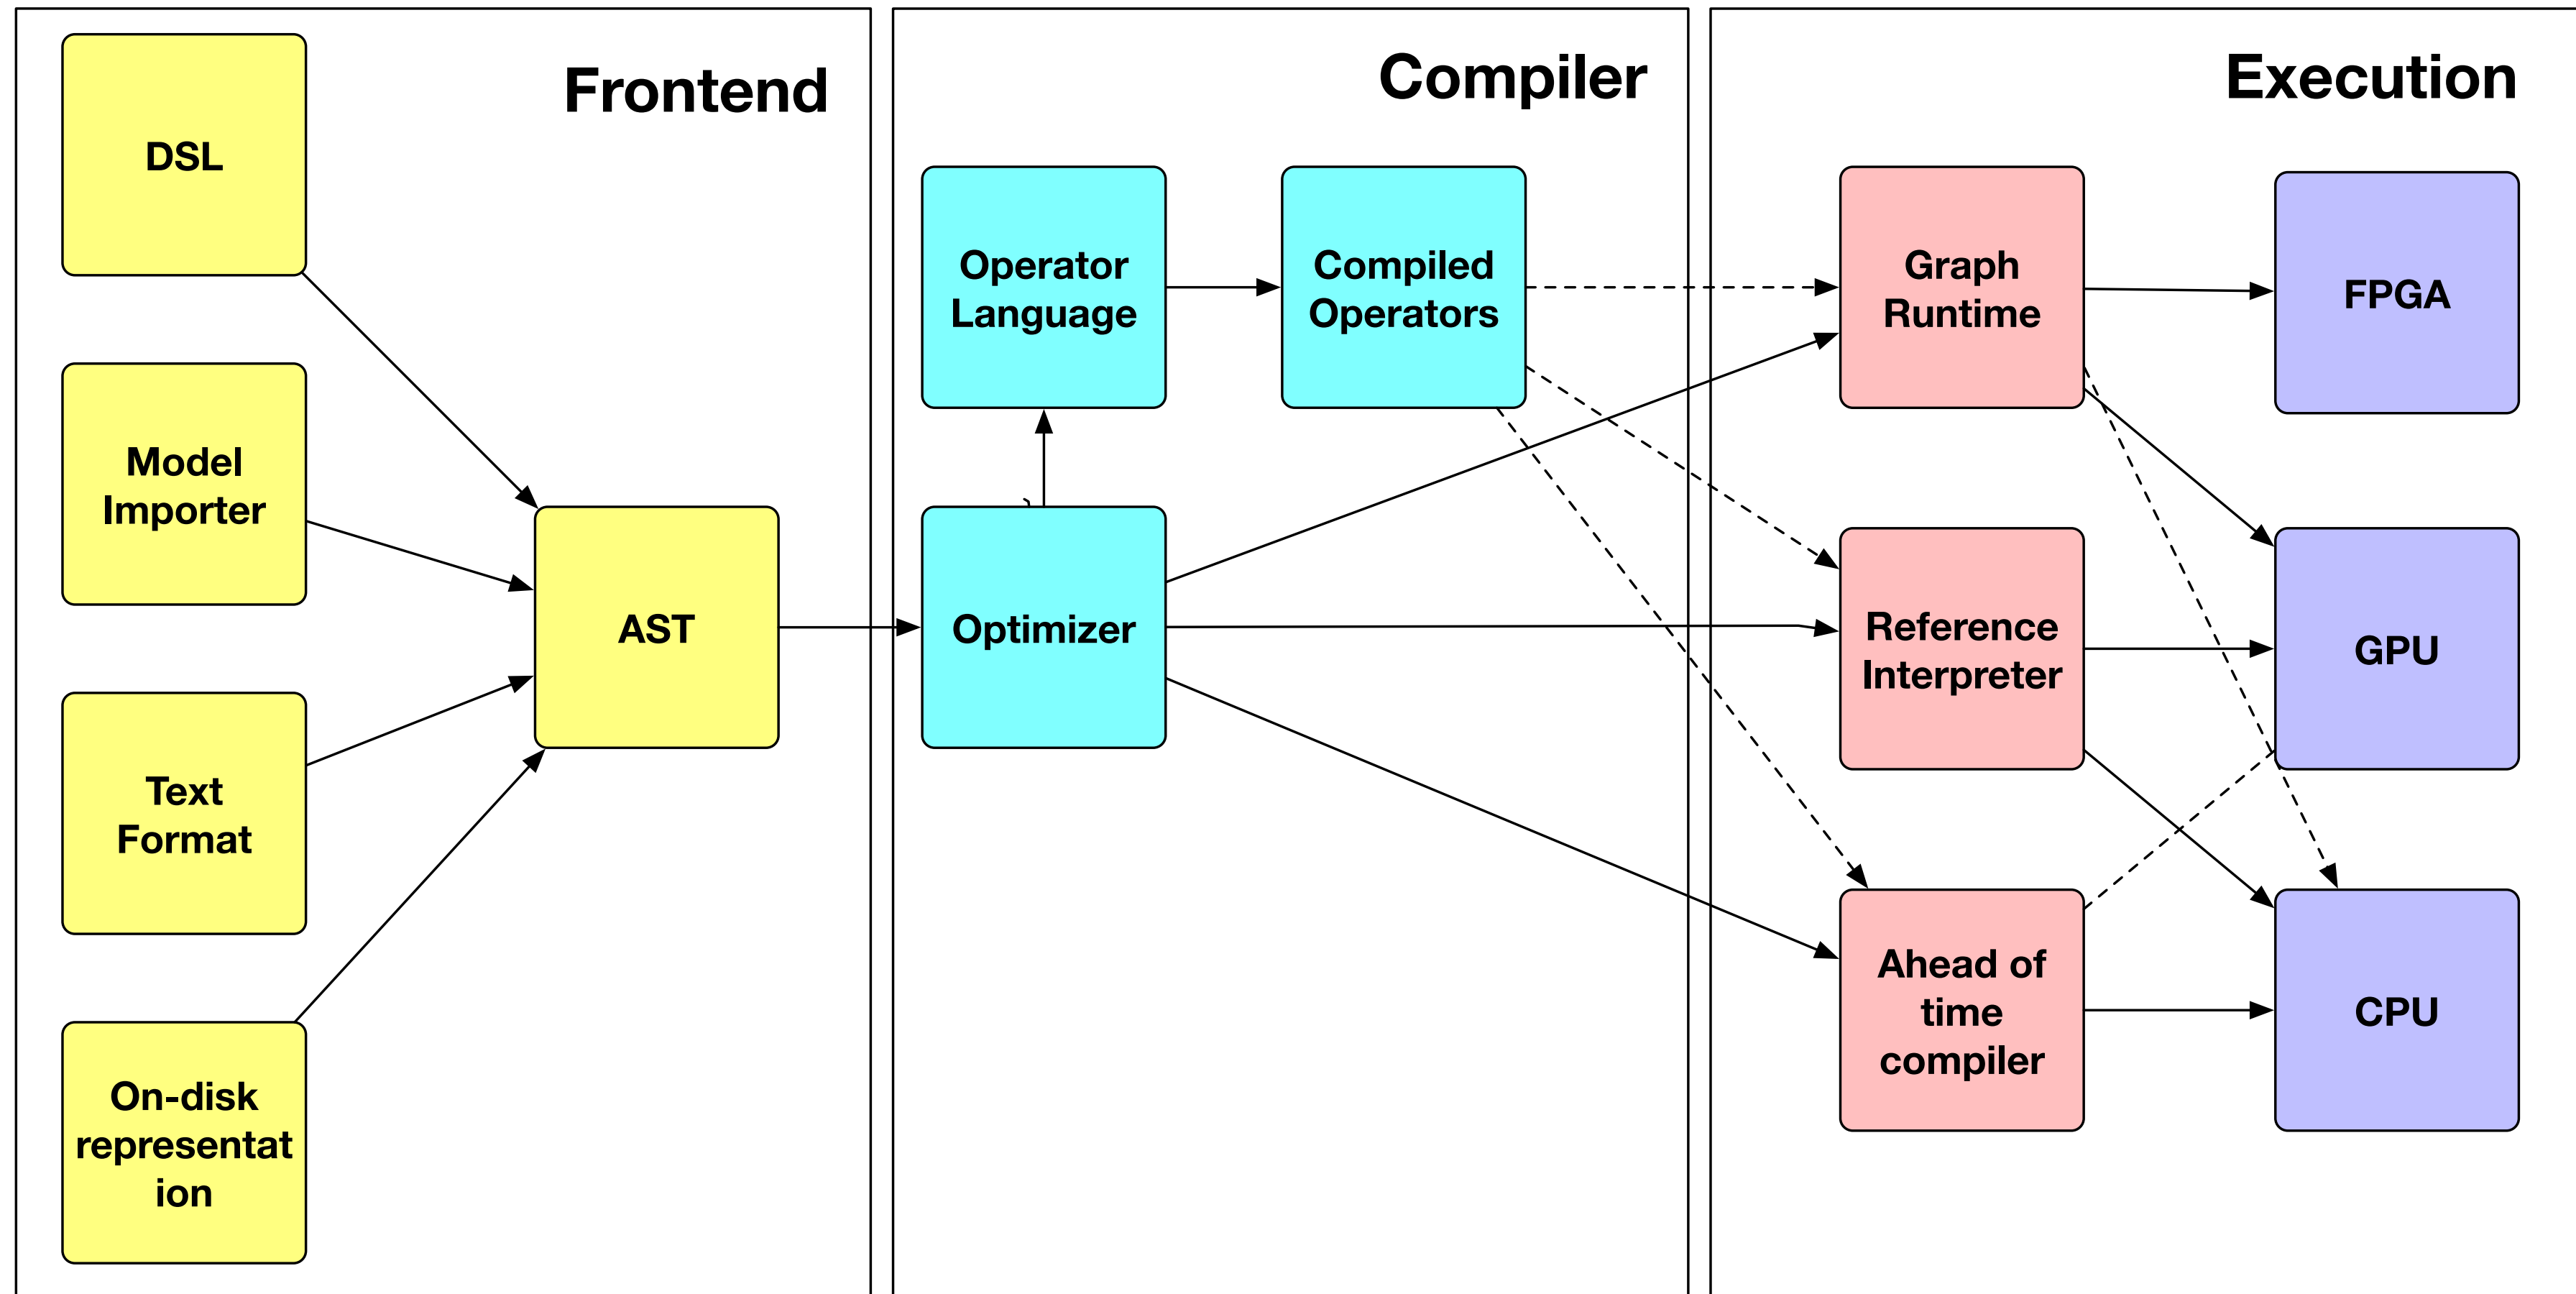 Frontend
DSL
Model
Importer
Text
Format
On-disk
representat
ion
AST
Compiler
Operator
Language
Compiled
Operators
Optimizer
Execution
Graph
Runtime
Reference
Interpreter
Ahead of
time
compiler
FPGA
GPU
CPU